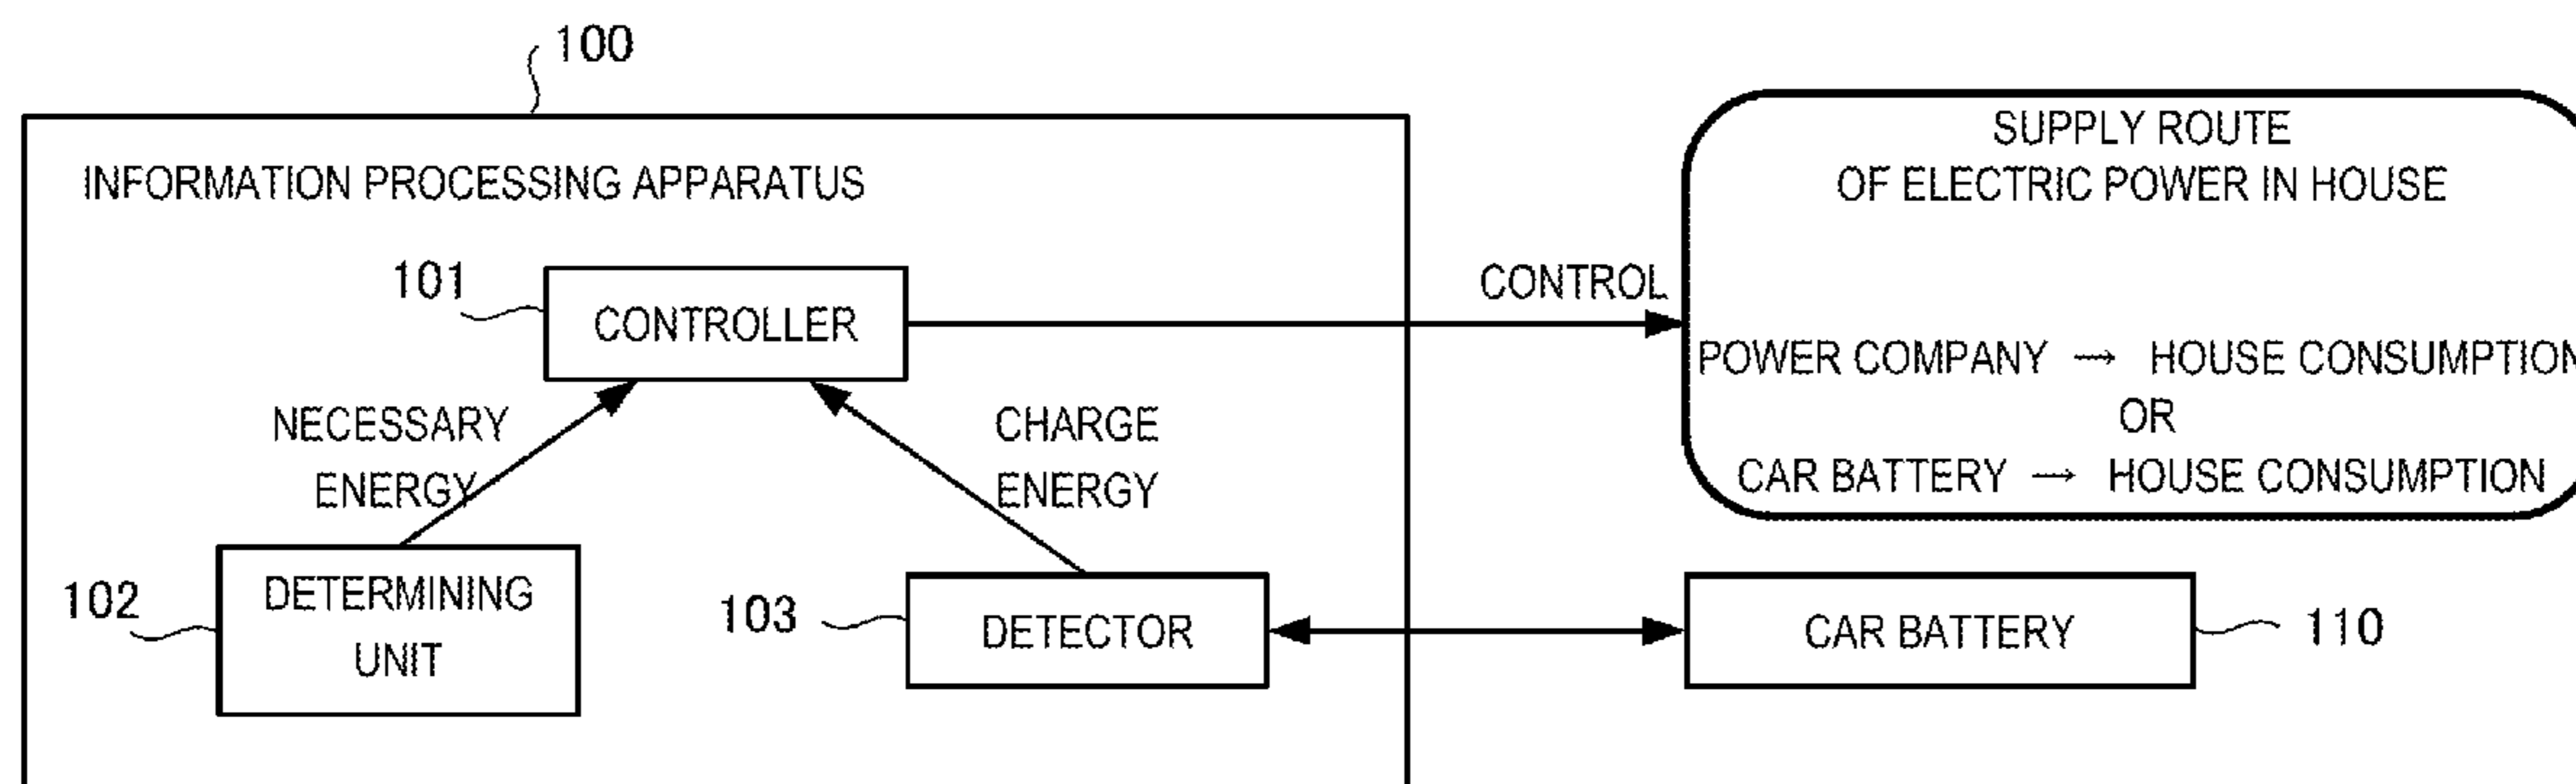 100
INFORMATION PROCESSING APPARATUS
101
CONTROLLER
NECESSARY
ENERGY
CHARGE
ENERGY
102
DETERMINING
UNIT
103
DETECTOR
CONTROL
SUPPLY ROUTE
OF ELECTRIC POWER IN HOUSE
POWER COMPANY → HOUSE CONSUMPTION
OR
CAR BATTERY → HOUSE CONSUMPTION
CAR BATTERY
110